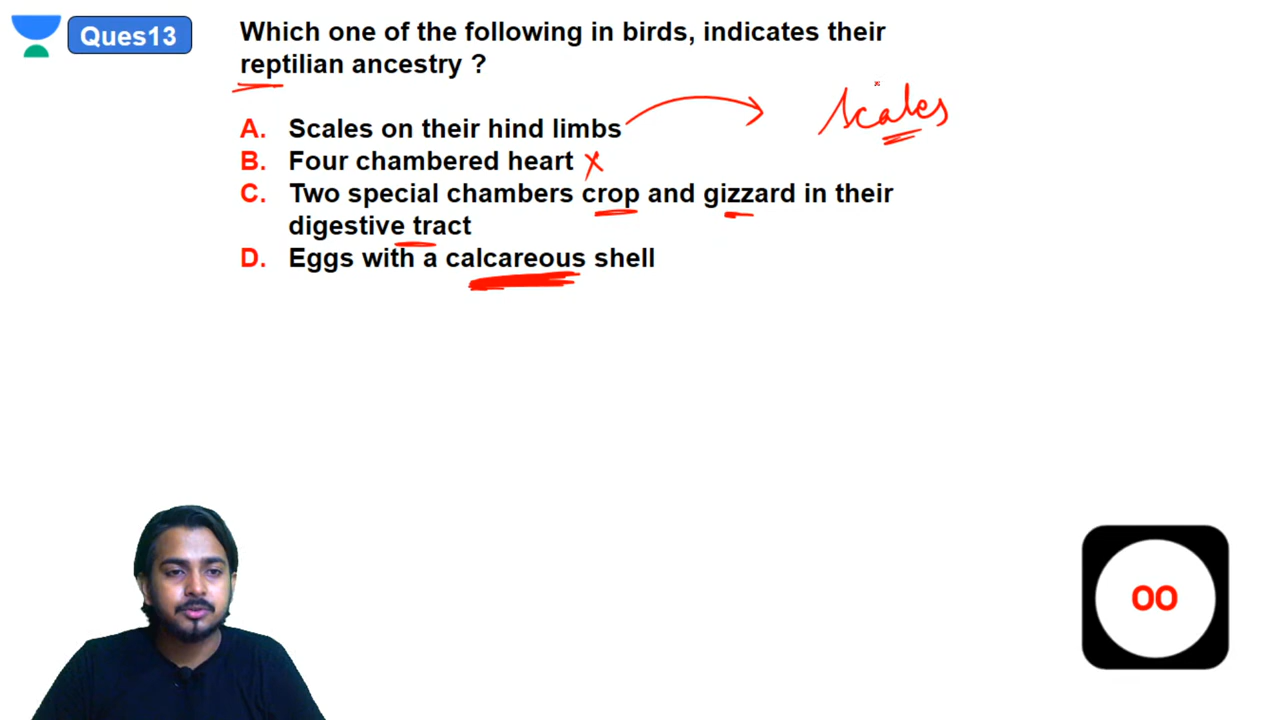 Ques13
Which one of the following in birds, indicates their
reptilian ancestry ?
A. Scales on their hind limbs
scales
B. Four chambered heart x
C. Two special chambers crop and gizzard in their
digestive tract
D. Eggs with a calcareous shell
00